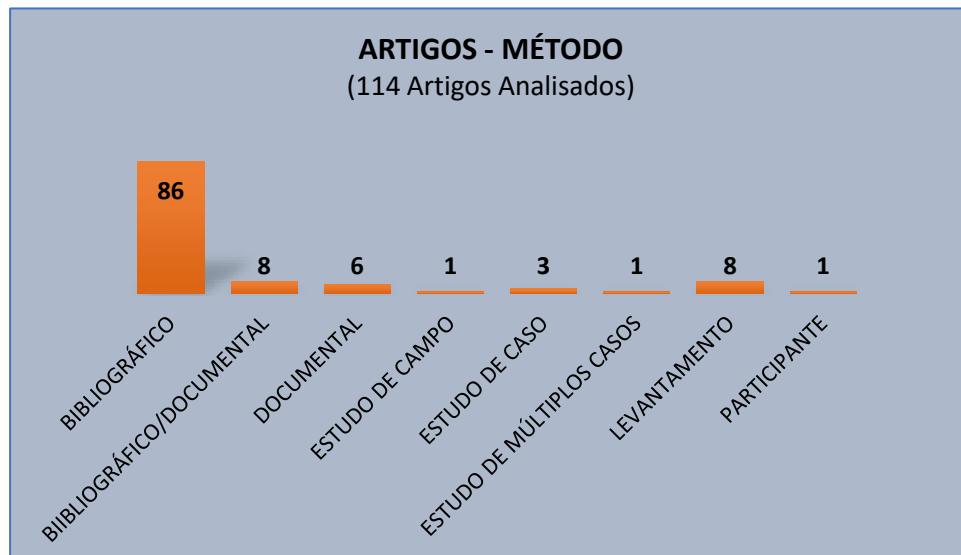 ARTIGOS - MÉTODO
(114 Artigos Analisados)
86
8
6
1
3
1
8
1
BIBLIOGRÁFICO
BIIBLIOGRÁFICO/DOCUMENTAL
DOCUMENTAL
ESTUDO DE CAMPO
ESTUDO DE CASO
ESTUDO DE MÚLTIPLOS CASOS
LEVANTAMENTO
PARTICIPANTE